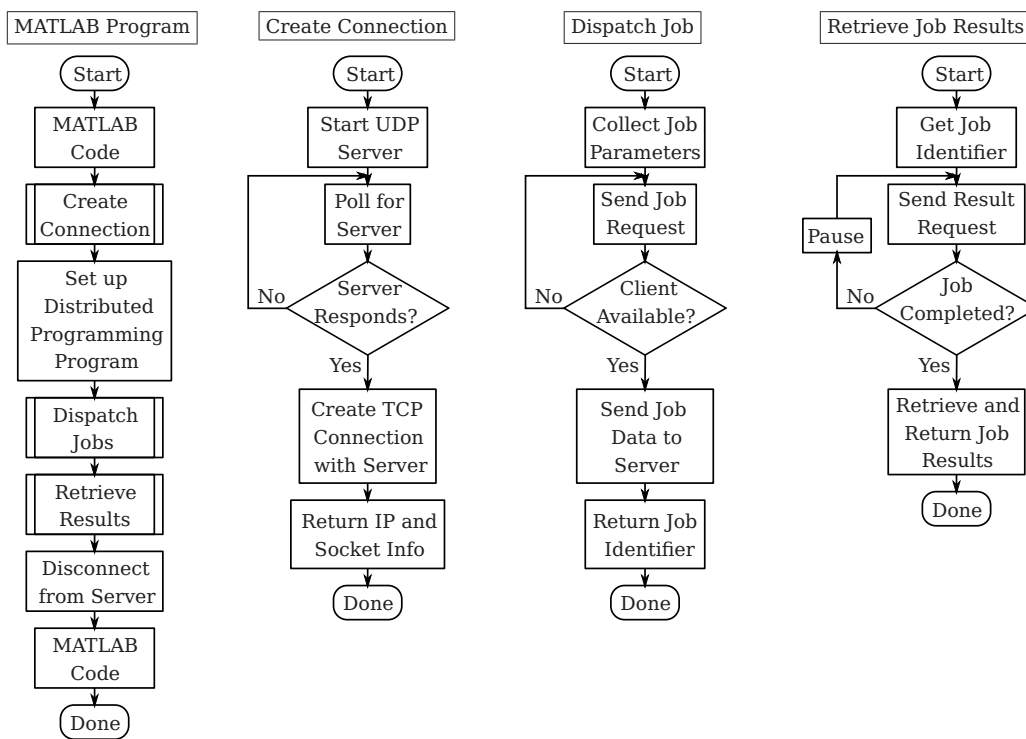 MATLAB Program
Start
MATLAB
Code
Create
Connection
Set up
Distributed
Programming
Program
Dispatch
Jobs
Retrieve
Results
Disconnect
from Server
MATLAB
Code
Done
Create Connection
Start
Start UDP
Server
Poll for
Server
No
Server
Responds?
Yes
Create TCP
Connection
with Server
Return IP and
Socket Info
Done
Dispatch Job
Start
Collect Job
Parameters
Send Job
Request
No
Client
Available?
Yes
Send Job
Data to
Server
Return Job
Identifier
Done
Retrieve Job Results
Start
Get Job
Identifier
Send Result
Request
Pause
No
Job
Completed?
Yes
Retrieve and
Return Job
Results
Done